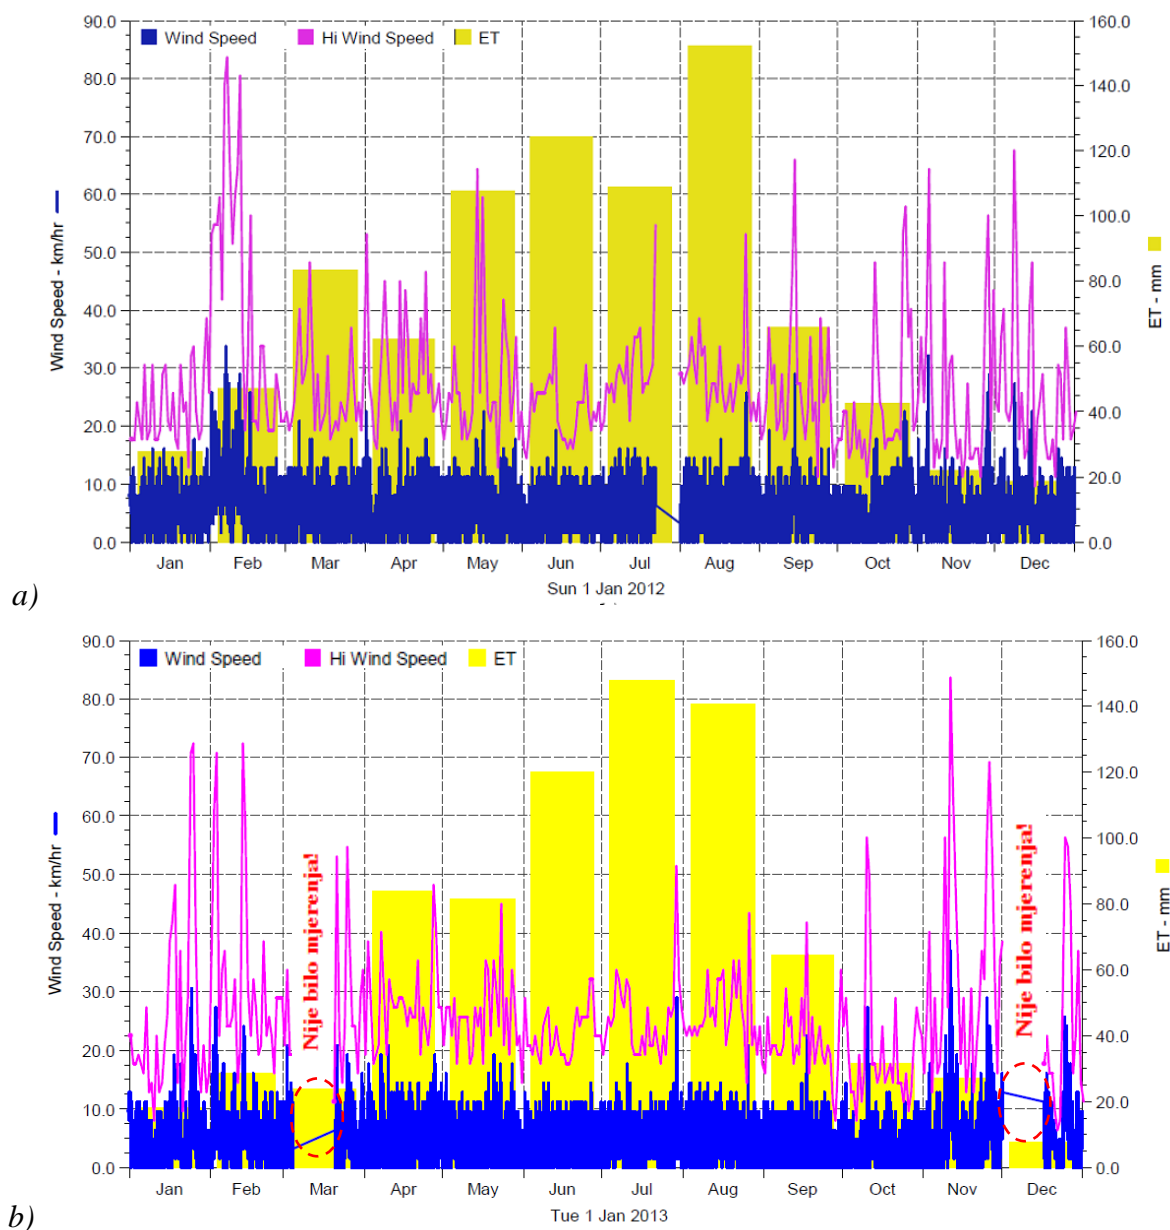 90.0
160.0
Wind Speed
Hi Wind Speed
ET
80.0
140.0
70.0
120.0
60.0
100.0
50.0
80.0
40.0
60.0
30.0
40.0
20.0
20.0
10.0
0.0
0.0
Wind Speed - km/hr
ET - mm
Jan Feb Mar Apr May Jun Jul Aug Sep Oct Nov Dec
Sun 1 Jan 2012
a)
90.0
160.0
Wind Speed
Hi Wind Speed
ET
80.0
140.0
70.0
120.0
60.0
100.0
50.0
80.0
40.0
60.0
30.0
40.0
20.0
20.0
10.0
0.0
0.0
Wind Speed - km/hr
ET - mm
Nije bilo mjerenja!
Nije bilo mjerenja!
Jan Feb Mar Apr May Jun Jul Aug Sep Oct Nov Dec
Tue 1 Jan 2013
b)